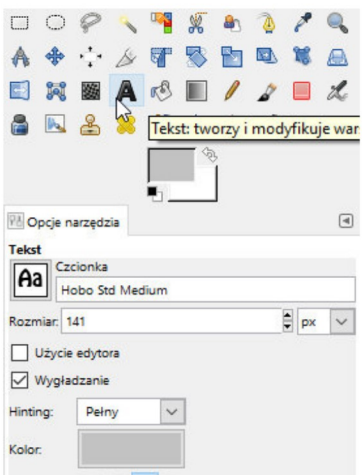 Tekst: tworzy i modyfikuje war
Opcje narzędzia
Tekst
Aa
Czcionka
Hobo Std Medium
Rozmiar: 141 px
Użycie edytora
Wygładzanie
Hinting: Pełny
Kolor: